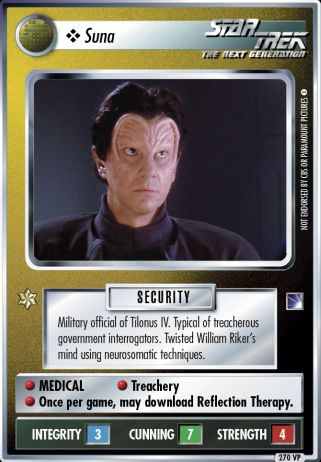 ❖ Suna
STAR TREK
THE NEXT GENERATION
NOT ENDORSED BY CBS OR PARAMOUNT PICTURES
SECURITY
Military official of Tilonus IV. Typical of treacherous
government interrogators. Twisted William Riker's
mind using neurosomatic techniques.
MEDICAL Treachery
Once per game, may download Reflection Therapy.
INTEGRITY 3 CUNNING 7 STRENGTH 4
270 VP